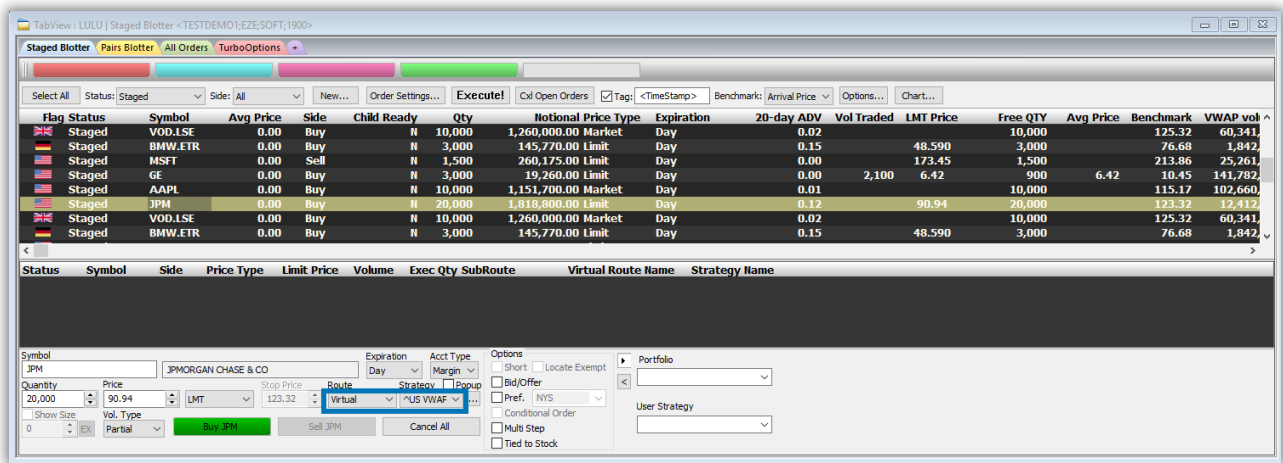 TabView : LULU | Staged Blotter <TESTDEMO1;EZE;SOFT;1900>
Staged Blotter Pairs Blotter All Orders TurboOptions +
Select All Status: Staged Side: All New... Order Settings... Execute! Cxl Open Orders Tag: <TimeStamp> Benchmark: Arrival Price Options... Chart...
Flag Status Symbol Avg Price Side Child Ready Qty Notional Price Type Expiration 20-day ADV Vol Traded LMT Price Free QTY Avg Price Benchmark VWAP volu
Staged VOD.LSE 0.00 Buy N 10,000 1,260,000.00 Market Day 0.02 10,000 125.32 60,341,
Staged BMW.ETR 0.00 Buy N 3,000 145,770.00 Limit Day 0.15 48.590 3,000 76.68 1,842,
Staged MSFT 0.00 Sell N 1,500 260,175.00 Limit Day 0.00 173.45 1,500 213.86 25,261,
Staged GE 0.00 Buy N 3,000 19,260.00 Limit Day 0.00 2,100 6.42 900 6.42 10.45 141,782,
Staged AAPL 0.00 Buy N 10,000 1,151,700.00 Market Day 0.01 10,000 115.17 102,660,
Staged JPM 0.00 Buy N 20,000 1,818,800.00 Limit Day 0.12 90.94 20,000 123.32 12,412,
Staged VOD.LSE 0.00 Buy N 10,000 1,260,000.00 Market Day 0.02 10,000 125.32 60,341,
Staged BMW.ETR 0.00 Buy N 3,000 145,770.00 Limit Day 0.15 48.590 3,000 76.68 1,842,
Status Symbol Side Price Type Limit Price Volume Exec Qty SubRoute Virtual Route Name Strategy Name
Symbol Expiration Acct Type Options Portfolio
JPM JPMORGAN CHASE & CO Day Margin Short Locate Exempt
Quantity Price Stop Price Route Strategy Popup Bid/Offer
20,000 90.94 LMT 123.32 Virtual ^US VWAP ... Pref. NYS
Show Size Vol. Type Conditional Order User Strategy
0 EX Partial Buy JPM Sell JPM Cancel All Multi Step
Tied to Stock